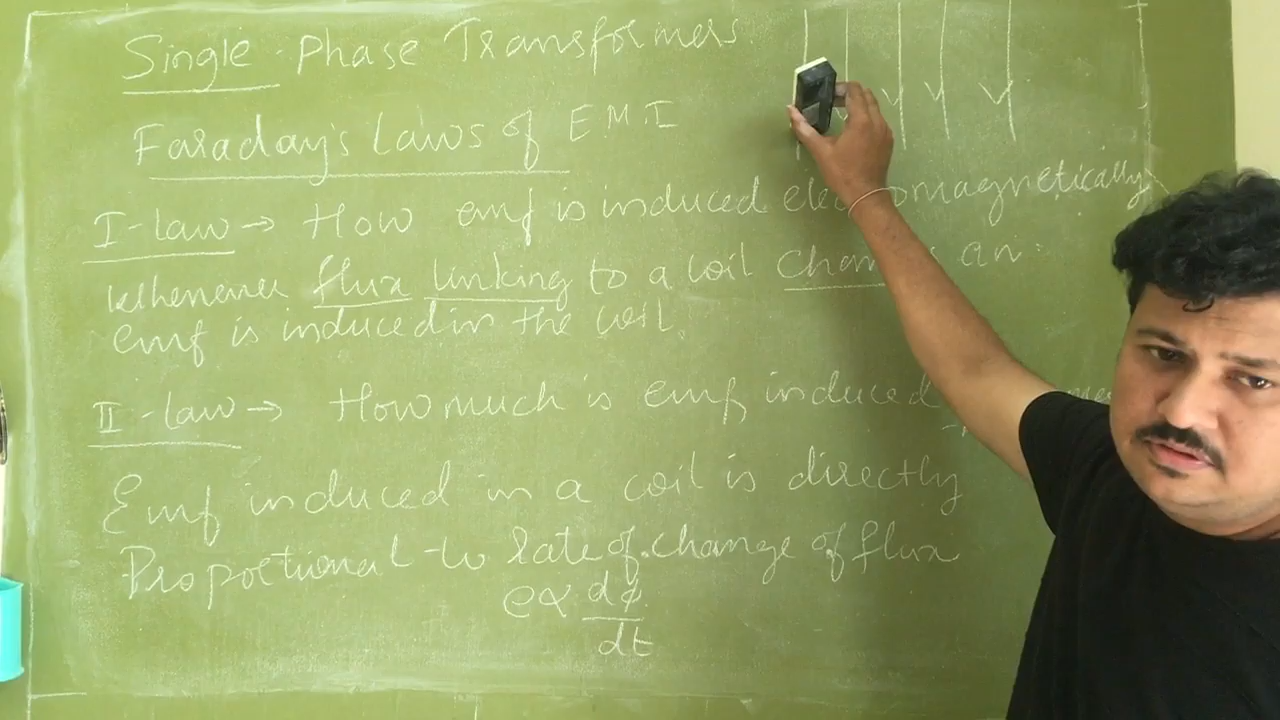 Single-Phase Transformers.
Faraday's Laws of E.M.I
I-law → How emf is induced electromagnetically
Whenever flux linking to a coil chan an
emf is induced in the coil.
II-law → How much is emf induced
Emf induced in a coil is directly
Proportional to rate of change of flux
e∝ dφ/dt